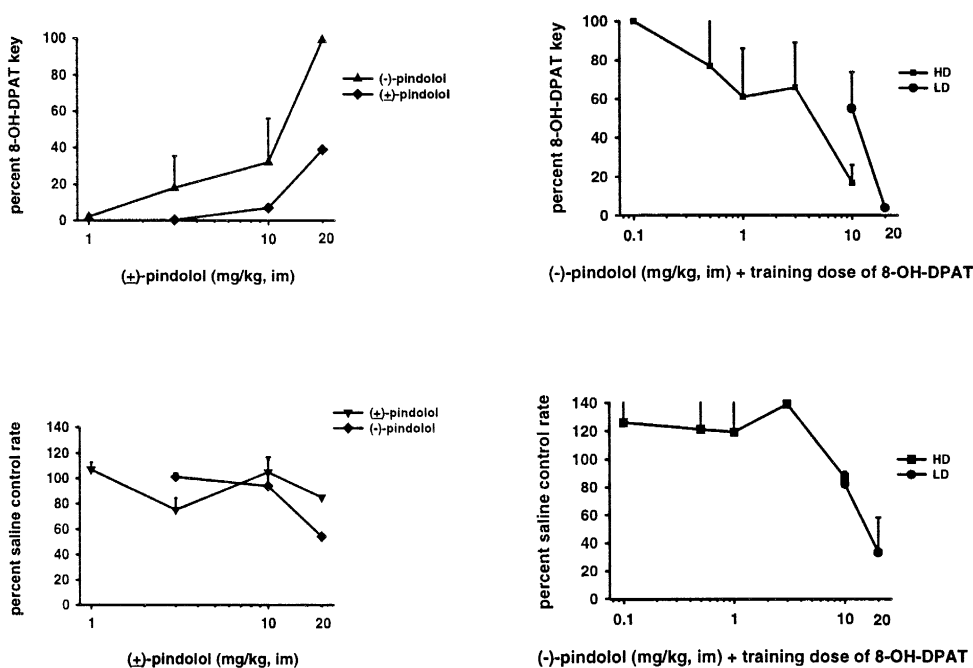 percent 8-OH-DPAT key
100
80
60
40
20
0
1
10
20
(±)-pindolol (mg/kg, im)
(-)-pindolol
(±)-pindolol
percent 8-OH-DPAT key
100
80
60
40
20
0
0.1
1
10
20
(-)-pindolol (mg/kg, im) + training dose of 8-OH-DPAT
HD
LD
percent saline control rate
140
120
100
80
60
40
20
0
1
10
20
(±)-pindolol (mg/kg, im)
(±)-pindolol
(-)-pindolol
percent saline control rate
140
120
100
80
60
40
20
0
0.1
1
10
20
(-)-pindolol (mg/kg, im) + training dose of 8-OH-DPAT
HD
LD